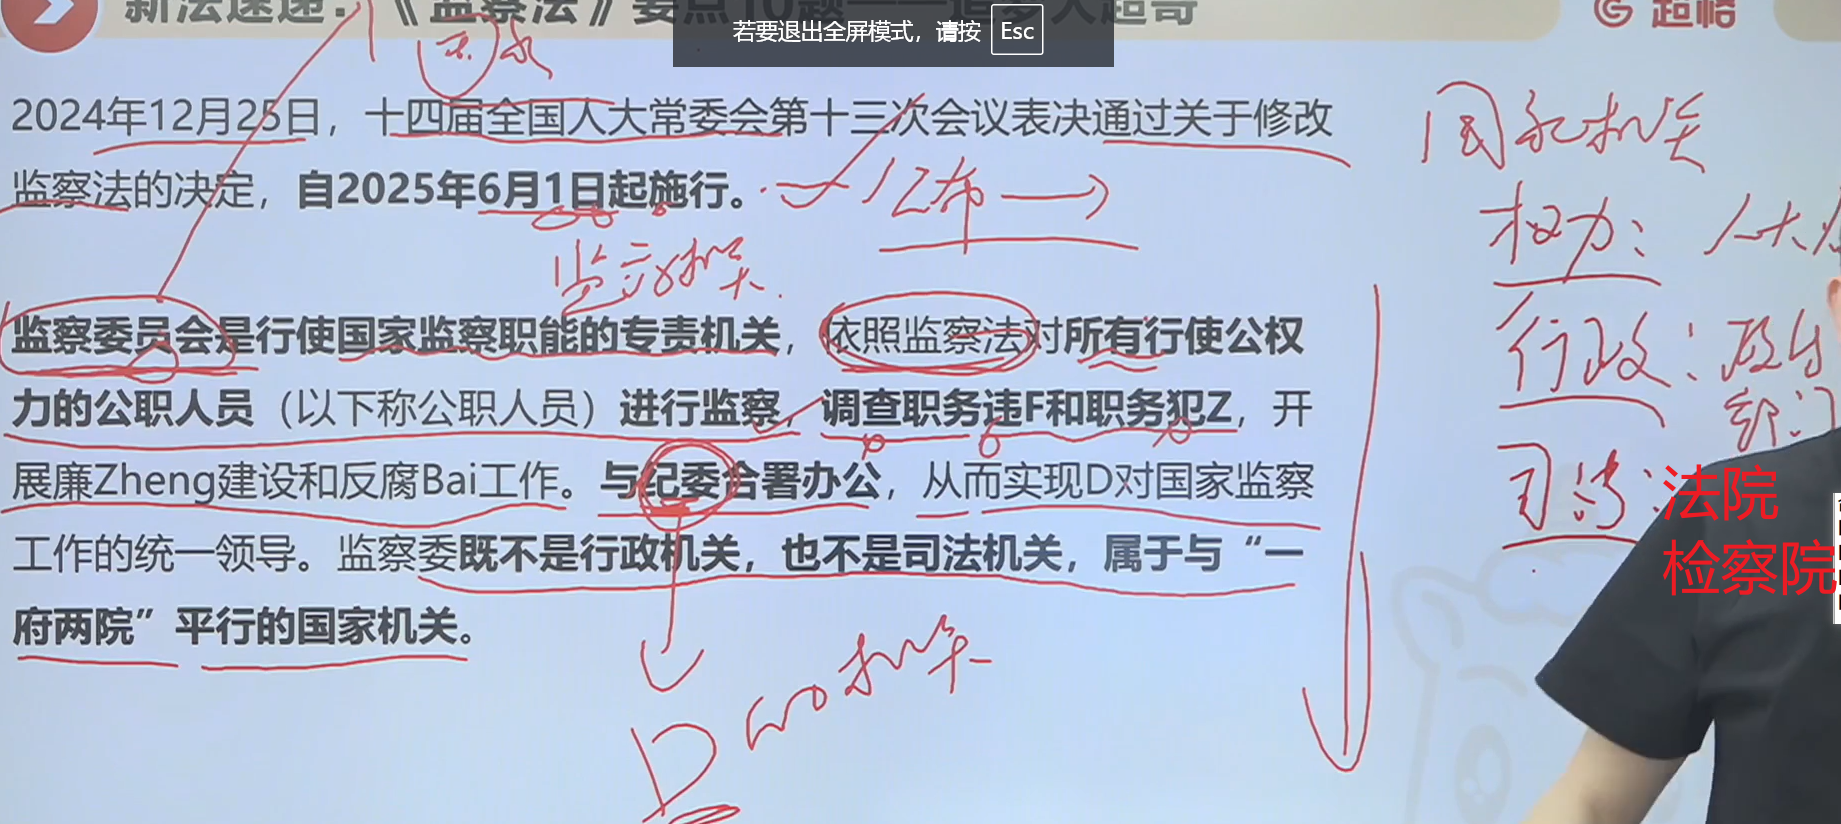 新法速递：《监察法》要点10题
超格
若要退出全屏模式，请按 Esc
2024年12月25日，十四届全国人大常委会第十三次会议表决通过关于修改
监察法的决定，自2025年6月1日起施行。
公布
监察机关
监察委员会是行使国家监察职能的专责机关，依照监察法对所有行使公权
力的公职人员（以下称公职人员）进行监察，调查职务违F和职务犯Z，开
展廉Zheng建设和反腐Bai工作。与纪委合署办公，从而实现D对国家监察
工作的统一领导。监察委既不是行政机关，也不是司法机关，属于与“一
府两院”平行的国家机关。
D的机关
国家机关
权力：人大
行政：政府
部门
司法：法院
检察院